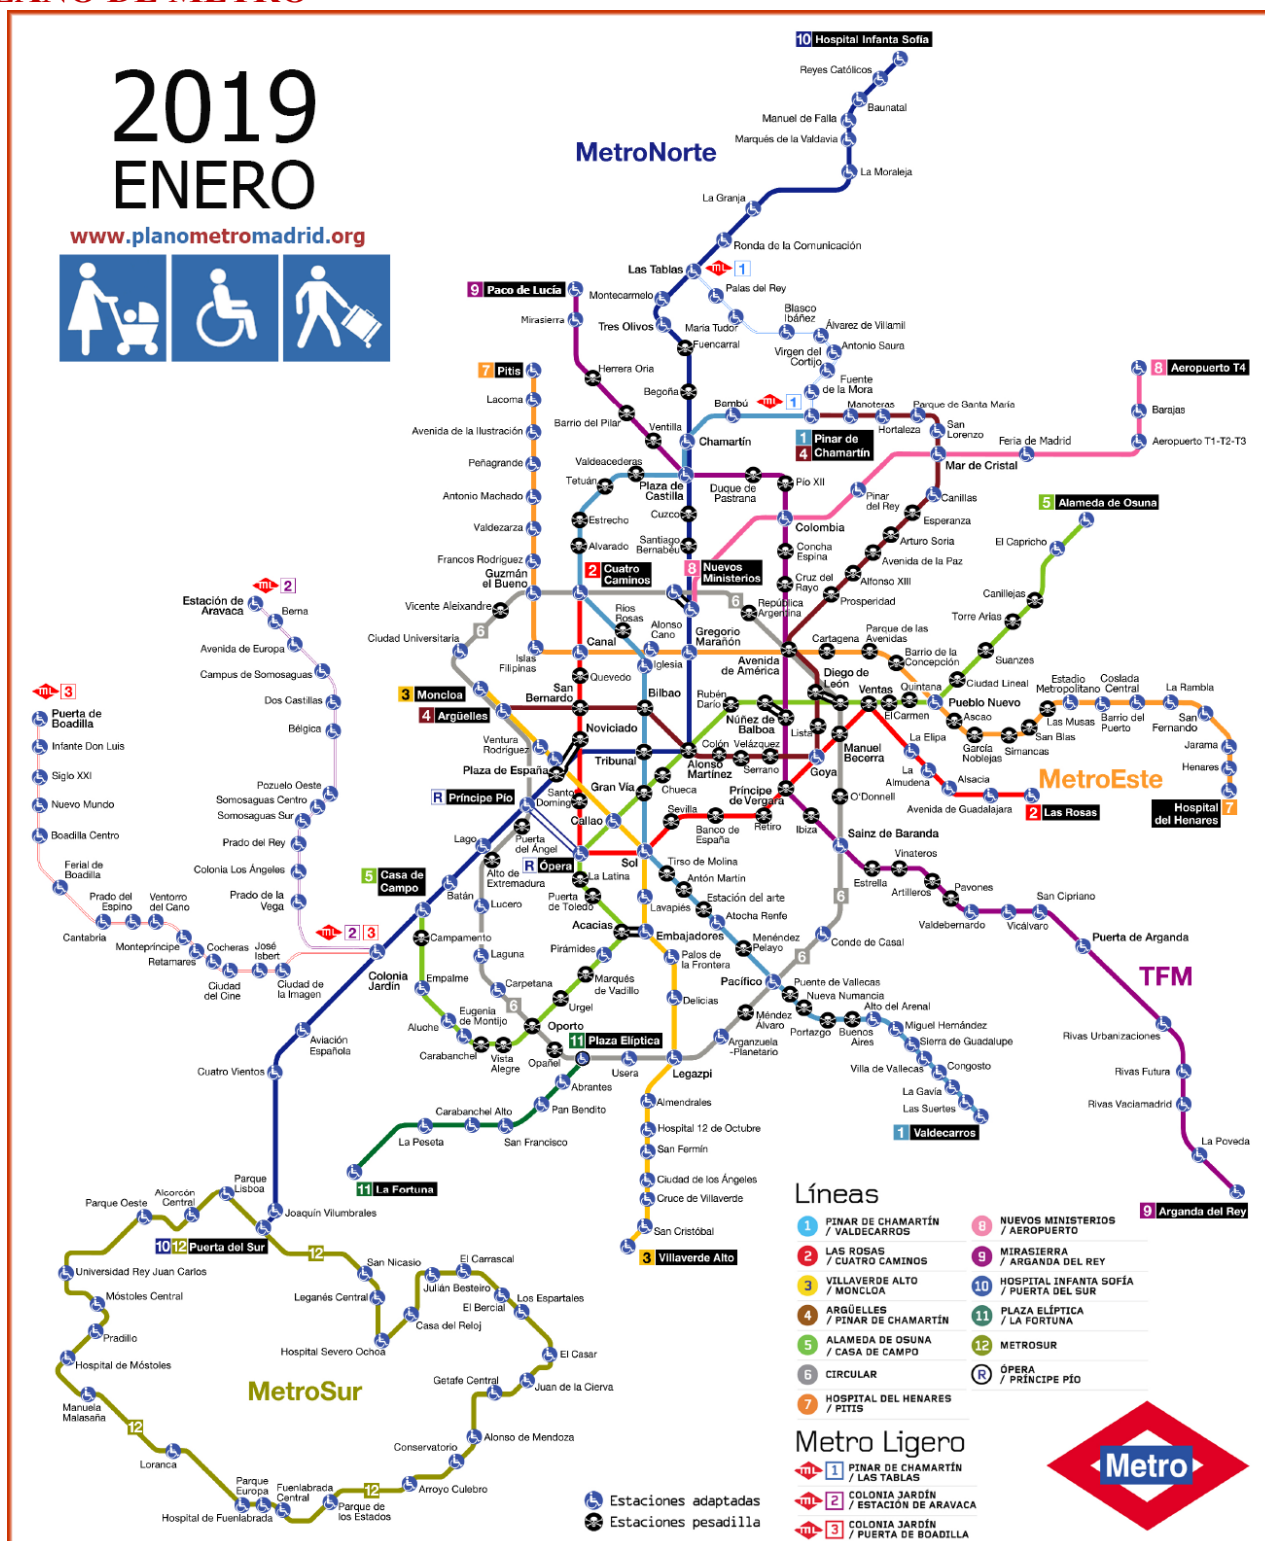 PLANO DE METRO
2019
ENERO
www.planometromadrid.org
10 Hospital Infanta Sofía
Reyes Católicos
Baunatal
Manuel de Falla
Marqués de la Valdavia
La Moraleja
MetroNorte
La Granja
Ronda de la Comunicación
Las Tablas
mL 1
Montecarmelo
Palas del Rey
Tres Olivos
María Tudor
Blasco
Ibáñez
Álvarez de Villamil
Antonio Saura
Virgen del
Cortijo
Fuente
de la Mora
Fuencarral
9 Paco de Lucía
Mirasierra
Herrera Oria
Barrio del Pilar
Ventilla
Begoña
Bambú
mL 1
Manoteras
Parque de Santa María
Hortaleza
San
Lorenzo
1 Pinar de
4 Chamartín
Chamartín
Feria de Madrid
Mar de Cristal
8 Aeropuerto T4
Barajas
Aeropuerto T1-T2-T3
7 Pitis
Lacoma
Avenida de la Ilustración
Peñagrande
Antonio Machado
Valdezarza
Francos Rodríguez
Guzmán
el Bueno
Valdeacederas
Tetuán
Plaza de
Castilla
Duque de
Pastrana
Pío XII
Estrecho
Alvarado
Cuzco
Santiago
Bernabéu
Colombia
Pinar
del Rey
Canillas
Esperanza
Arturo Soria
Avenida de la Paz
Alfonso XIII
Prosperidad
Concha
Espina
Cruz del
Rayo
5 Alameda de Osuna
El Capricho
Canillejas
Torre Arias
Suanzes
Ciudad Lineal
2 Cuatro
Caminos
8 Nuevos
Ministerios
6
República
Argentina
Vicente Aleixandre
6
Ciudad Universitaria
Islas
Filipinas
Canal
Ríos
Rosas
Alonso
Cano
Gregorio
Marañón
Iglesia
Quevedo
Avenida
de América
Cartagena
Parque de las
Avenidas
Barrio de la
Concepción
Diego de
León
Ventas
Quintana
Pueblo Nuevo
El Carmen
Ascao
García
Noblejas
Simancas
San Blas
Las Musas
Estadio
Metropolitano
Barrio del
Puerto
Coslada
Central
La Rambla
San
Fernando
Jarama
Henares
Hospital
del Henares 7
MetroEste
mL 2
Estación de
Aravaca
Berna
Avenida de Europa
Campus de Somosaguas
Dos Castillas
Bélgica
Pozuelo Oeste
Somosaguas Centro
Somosaguas Sur
Prado del Rey
Colonia Los Ángeles
Prado de la
Vega
mL 2 3
mL 3
Puerta de
Boadilla
Infante Don Luis
Siglo XXI
Nuevo Mundo
Boadilla Centro
Ferial de
Boadilla
Cantabria
Prado del
Espino
Ventorro
del Cano
Montepríncipe
Retamares
Cocheras
Ciudad
del Cine
José
Isbert
Ciudad de
la Imagen
Colonia
Jardín
3 Moncloa
4 Argüelles
San
Bernardo
Bilbao
Rubén
Darío
Núñez de
Balboa
Ventura
Rodríguez
Noviciado
Tribunal
Alonso
Martínez
Colón
Velázquez
Serrano
Lista
Goya
Manuel
Becerra
Plaza de España
R Príncipe Pío
Santo
Domingo
Gran Vía
Chueca
Callao
Sevilla
Banco de
España
Retiro
Príncipe
de Vergara
Ibiza
O'Donnell
La Elipa
La
Almudena
Alsacia
Avenida de Guadalajara
2 Las Rosas
Lago
Puerta
del Ángel
R Ópera
Sol
Sainz de Baranda
5 Casa de
Campo
Batán
Alto de
Extremadura
Lucero
La Latina
Puerta
de Toledo
Tirso de Molina
Antón Martín
Estación del arte
Lavapiés
Atocha Renfe
Menéndez
Pelayo
6
Conde de Casal
Estrella
Vinateros
Artilleros
Pavones
Valdebernardo
Vicálvaro
San Cipriano
Puerta de Arganda
TFM
Acacias
Embajadores
Pirámides
Palos de
la Frontera
Campamento
Laguna
Marqués
de Vadillo
Empalme
Carpetana
Urgel
Delicias
Pacífico
6
Puente de Vallecas
Nueva Numancia
Portazgo
Buenos
Aires
Alto del Arenal
Miguel Hernández
Sierra de Guadalupe
Villa de Vallecas
Congosto
La Gavia
Las Suertes
1 Valdecarros
Méndez
Álvaro
Arganzuela
-Planetario
Aluche
Eugenia
de Montijo
6
Oporto
Carabanchel
Vista
Alegre
Opañel
11 Plaza Elíptica
Usera
Legazpi
Abrantes
Pan Bendito
San Francisco
Carabanchel Alto
La Peseta
11 La Fortuna
Almendrales
Hospital 12 de Octubre
San Fermín
Ciudad de los Ángeles
Cruce de Villaverde
San Cristóbal
3 Villaverde Alto
Rivas Urbanizaciones
Rivas Futura
Rivas Vaciamadrid
La Poveda
9 Arganda del Rey
Aviación
Española
Cuatro Vientos
Joaquín Vilumbrales
10 12 Puerta del Sur
Parque
Lisboa
Alcorcón
Central
Parque Oeste
Universidad Rey Juan Carlos
Móstoles Central
Pradillo
Hospital de Móstoles
Manuela
Malasaña
12
Loranca
Hospital de Fuenlabrada
Parque
Europa
Fuenlabrada
Central
Parque de
los Estados
12
Arroyo Culebro
Conservatorio
Alonso de Mendoza
Getafe Central
Juan de la Cierva
El Casar
Los Espartales
El Bercial
El Carrascal
Julián Besteiro
Casa del Reloj
Hospital Severo Ochoa
Leganés Central
San Nicasio
12
MetroSur
Líneas
1 PINAR DE CHAMARTÍN
/ VALDECARROS
2 LAS ROSAS
/ CUATRO CAMINOS
3 VILLAVERDE ALTO
/ MONCLOA
4 ARGÜELLES
/ PINAR DE CHAMARTÍN
5 ALAMEDA DE OSUNA
/ CASA DE CAMPO
6 CIRCULAR
7 HOSPITAL DEL HENARES
/ PITIS
8 NUEVOS MINISTERIOS
/ AEROPUERTO
9 MIRASIERRA
/ ARGANDA DEL REY
10 HOSPITAL INFANTA SOFÍA
/ PUERTA DEL SUR
11 PLAZA ELÍPTICA
/ LA FORTUNA
12 METROSUR
R ÓPERA
/ PRÍNCIPE PÍO
Metro Ligero
mL 1 PINAR DE CHAMARTÍN
/ LAS TABLAS
mL 2 COLONIA JARDÍN
/ ESTACIÓN DE ARAVACA
mL 3 COLONIA JARDÍN
/ PUERTA DE BOADILLA
Estaciones adaptadas
Estaciones pesadilla
Metro